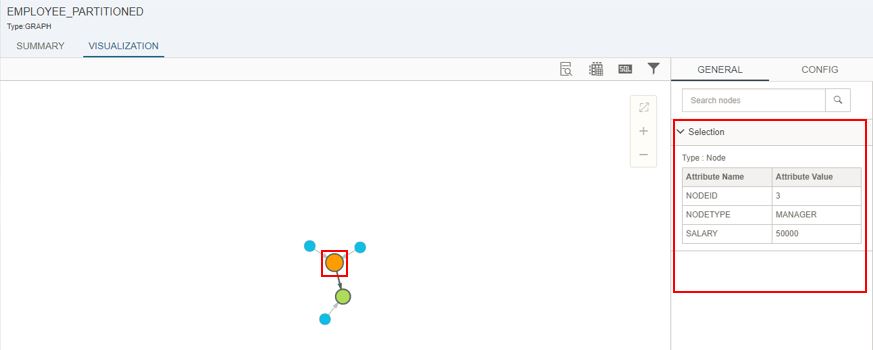 EMPLOYEE_PARTITIONED
Type:GRAPH
SUMMARY VISUALIZATION
SQL
GENERAL CONFIG
Search nodes
Selection
Type : Node
Attribute Name Attribute Value
NODEID 3
NODETYPE MANAGER
SALARY 50000